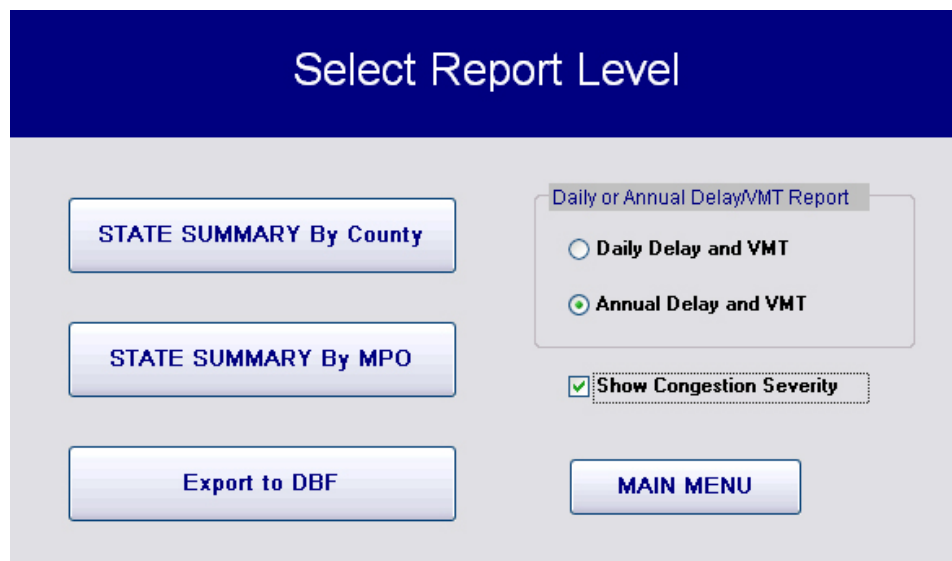 Select Report Level
STATE SUMMARY By County
STATE SUMMARY By MPO
Export to DBF
Daily or Annual Delay/VMT Report
Daily Delay and VMT
Annual Delay and VMT
Show Congestion Severity
MAIN MENU